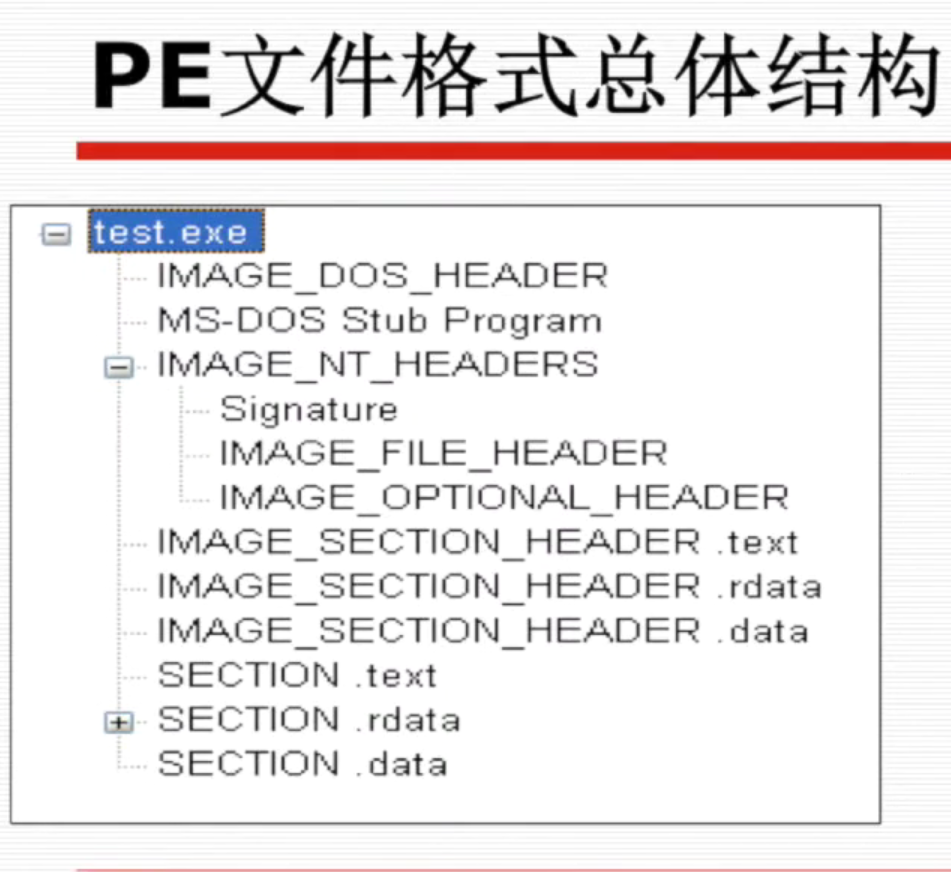 PE文件格式总体结构
test.exe
IMAGE_DOS_HEADER
MS-DOS Stub Program
IMAGE_NT_HEADERS
Signature
IMAGE_FILE_HEADER
IMAGE_OPTIONAL_HEADER
IMAGE_SECTION_HEADER .text
IMAGE_SECTION_HEADER .rdata
IMAGE_SECTION_HEADER .data
SECTION .text
SECTION .rdata
SECTION .data